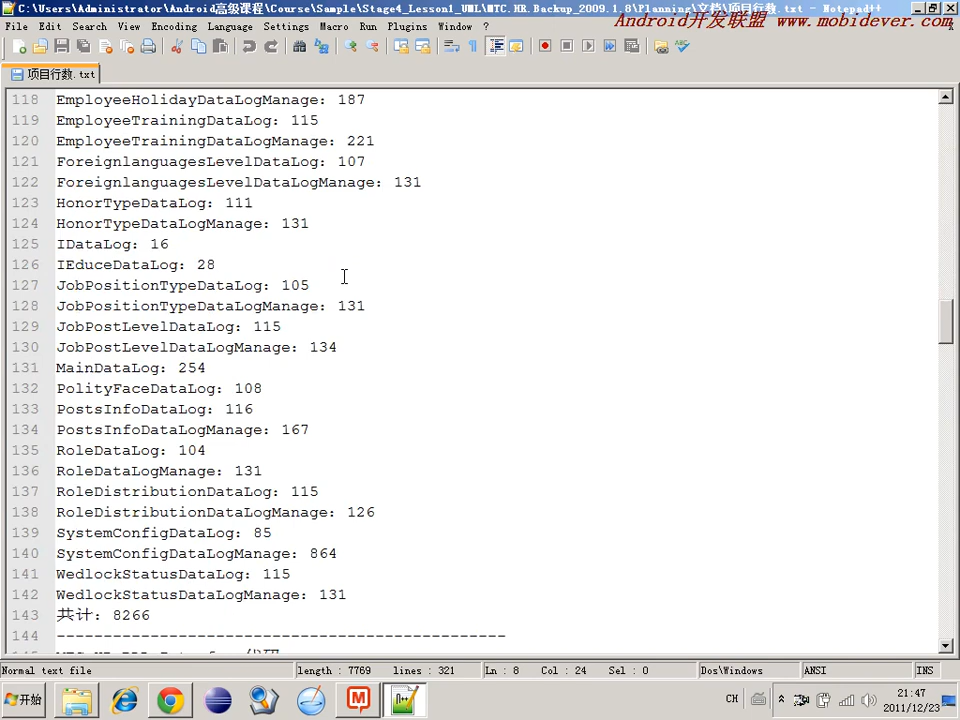 C:\Users\Administrator\Android高级课程\Course\Sample\Stage4_Lesson1_UML\MTC.HR.Backup_2009.1.8\Planning\文档\项目行数.txt - Notepad++
Android开发联盟 www.mobidever.com
File Edit Search View Encoding Language Settings Macro Run Plugins Window ?
项目行数.txt
118 EmployeeHolidayDataLogManage: 187
119 EmployeeTrainingDataLog: 115
120 EmployeeTrainingDataLogManage: 221
121 ForeignlanguagesLevelDataLog: 107
122 ForeignlanguagesLevelDataLogManage: 131
123 HonorTypeDataLog: 111
124 HonorTypeDataLogManage: 131
125 IDataLog: 16
126 IEduceDataLog: 28
127 JobPositionTypeDataLog: 105
128 JobPositionTypeDataLogManage: 131
129 JobPostLevelDataLog: 115
130 JobPostLevelDataLogManage: 134
131 MainDataLog: 254
132 PolityFaceDataLog: 108
133 PostsInfoDataLog: 116
134 PostsInfoDataLogManage: 167
135 RoleDataLog: 104
136 RoleDataLogManage: 131
137 RoleDistributionDataLog: 115
138 RoleDistributionDataLogManage: 126
139 SystemConfigDataLog: 85
140 SystemConfigDataLogManage: 864
141 WedlockStatusDataLog: 115
142 WedlockStatusDataLogManage: 131
143 共计: 8266
144 ------------------------------------------------
Normal text file length : 7769 lines : 321 Ln : 8 Col : 24 Sel : 0 Dos\Windows ANSI INS
开始 CH 21:47
2011/12/23